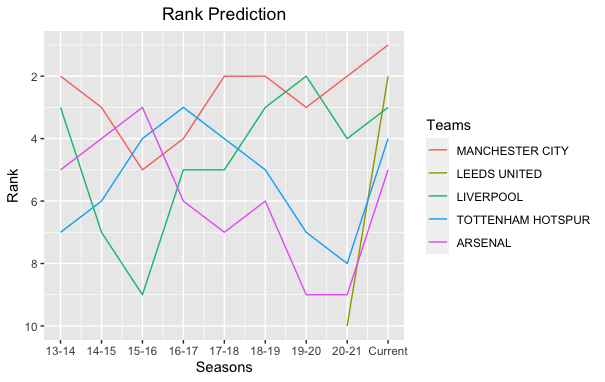 Rank Prediction
Rank
2
4
6
8
10
13-14 14-15 15-16 16-17 17-18 18-19 19-20 20-21 Current
Seasons
Teams
MANCHESTER CITY
LEEDS UNITED
LIVERPOOL
TOTTENHAM HOTSPUR
ARSENAL